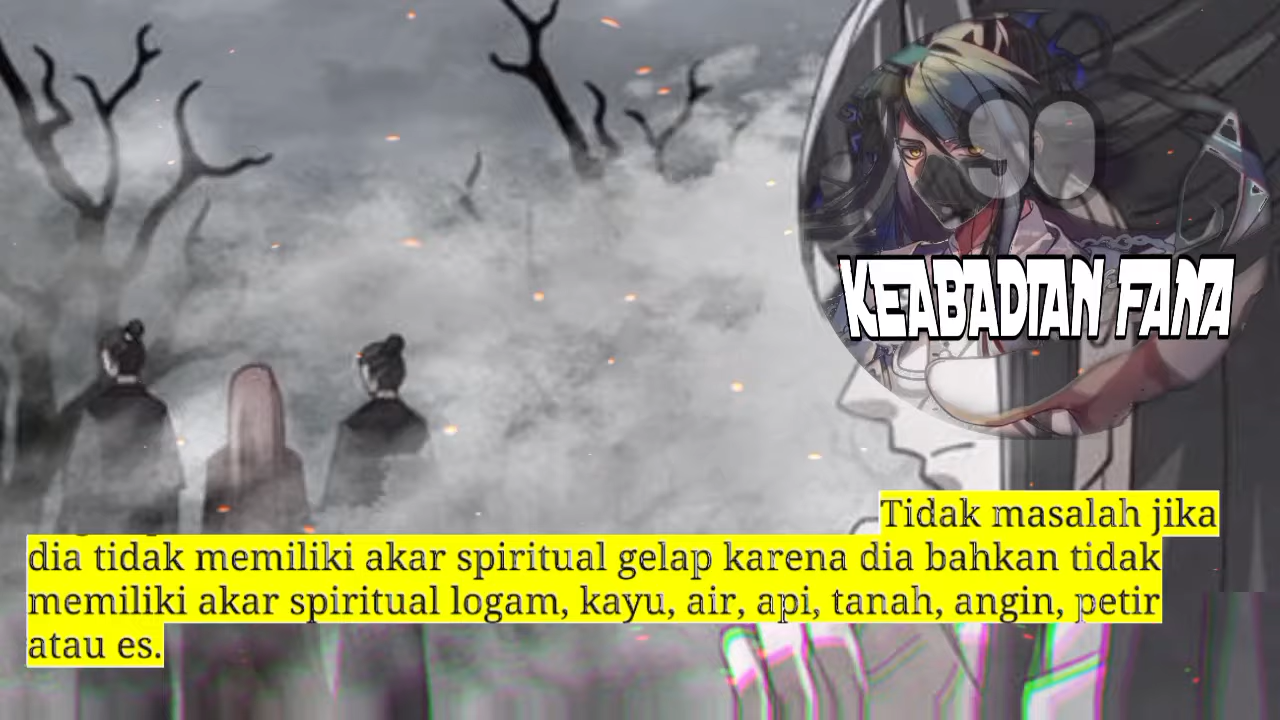 KEABADIAN FANA
Tidak masalah jika
dia tidak memiliki akar spiritual gelap karena dia bahkan tidak
memiliki akar spiritual logam, kayu, air, api, tanah, angin, petir
atau es.